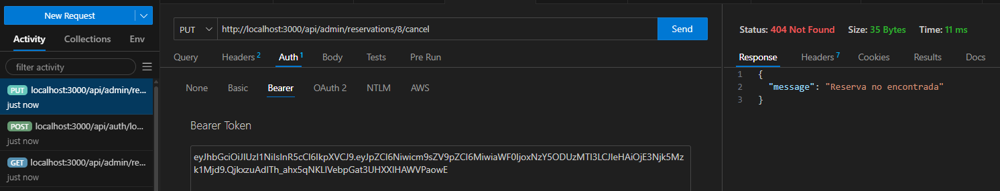 New Request
Activity Collections Env
filter activity
PUT localhost:3000/api/admin/re...
just now
POST localhost:3000/api/auth/lo...
just now
GET localhost:3000/api/admin/re...
just now
PUT http://localhost:3000/api/admin/reservations/8/cancel Send
Query Headers 2 Auth 1 Body Tests Pre Run
None Basic Bearer OAuth 2 NTLM AWS
Bearer Token
Status: 404 Not Found Size: 35 Bytes Time: 11 ms
Response Headers 7 Cookies Results Docs
1 {
2 "message": "Reserva no encontrada"
3 }